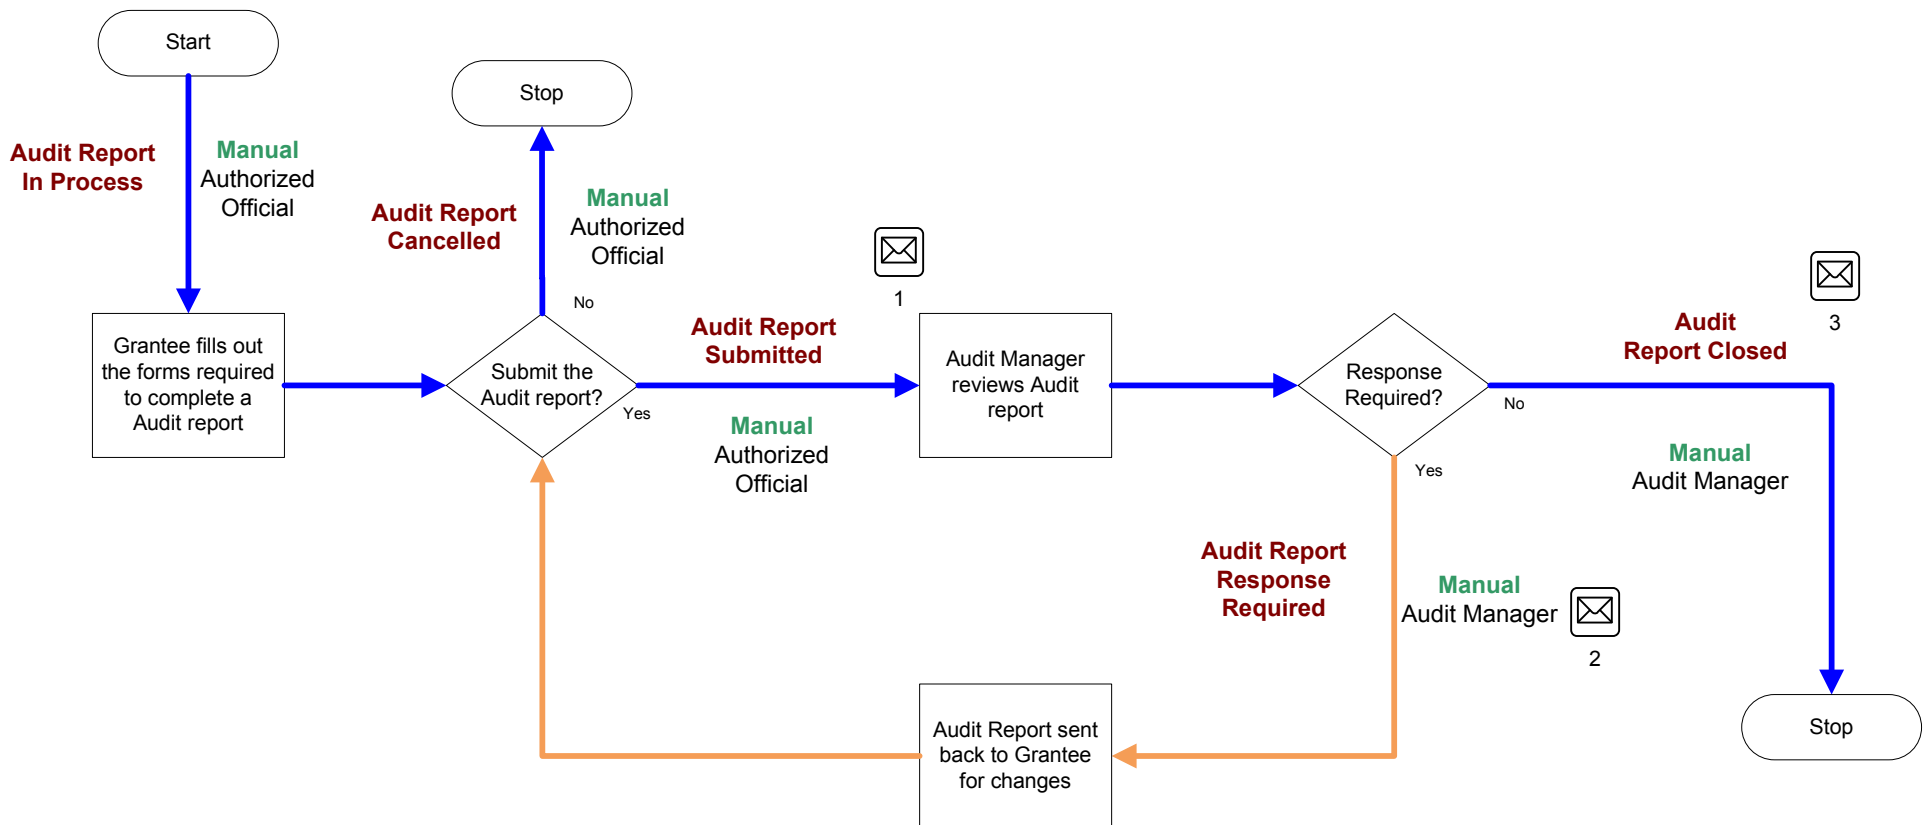 Start
Stop
Audit Report
In Process
Manual
Authorized
Official
Audit Report
Cancelled
Manual
Authorized
Official
No
1
3
Grantee fills out
the forms required
to complete a
Audit report
Submit the
Audit report?
Yes
Audit Report
Submitted
Manual
Authorized
Official
Audit Manager
reviews Audit
report
Response
Required?
No
Yes
Audit
Report Closed
Manual
Audit Manager
Audit Report
Response
Required
Manual
Audit Manager
2
Audit Report sent
back to Grantee
for changes
Stop